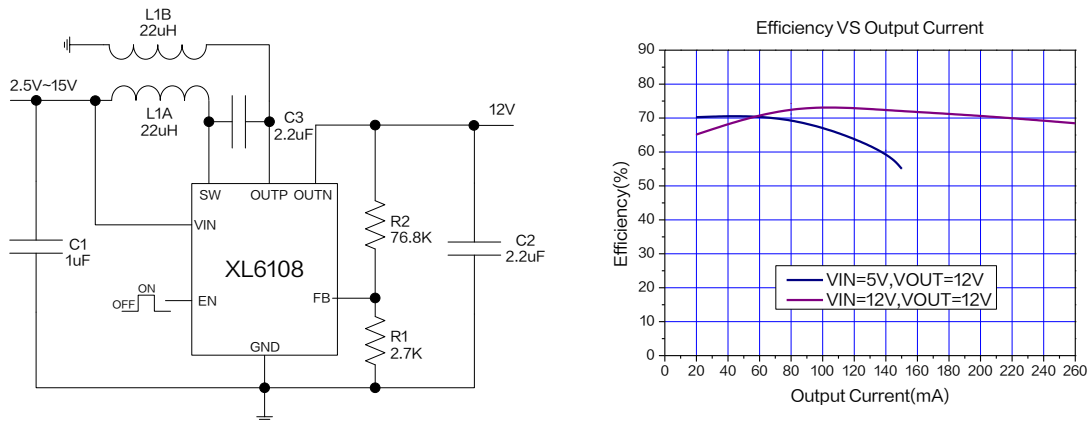 L1B
22uH
2.5V~15V
L1A
22uH
C3
2.2uF
12V
SW
OUTP
OUTN
VIN
R2
76.8K
C1
1uF
C2
2.2uF
XL6108
ON
OFF
EN
FB
R1
2.7K
GND
Efficiency VS Output Current
Efficiency(%)
90
80
70
60
50
40
30
20
10
0
VIN=5V,VOUT=12V
VIN=12V,VOUT=12V
0 20 40 60 80 100 120 140 160 180 200 220 240 260
Output Current(mA)